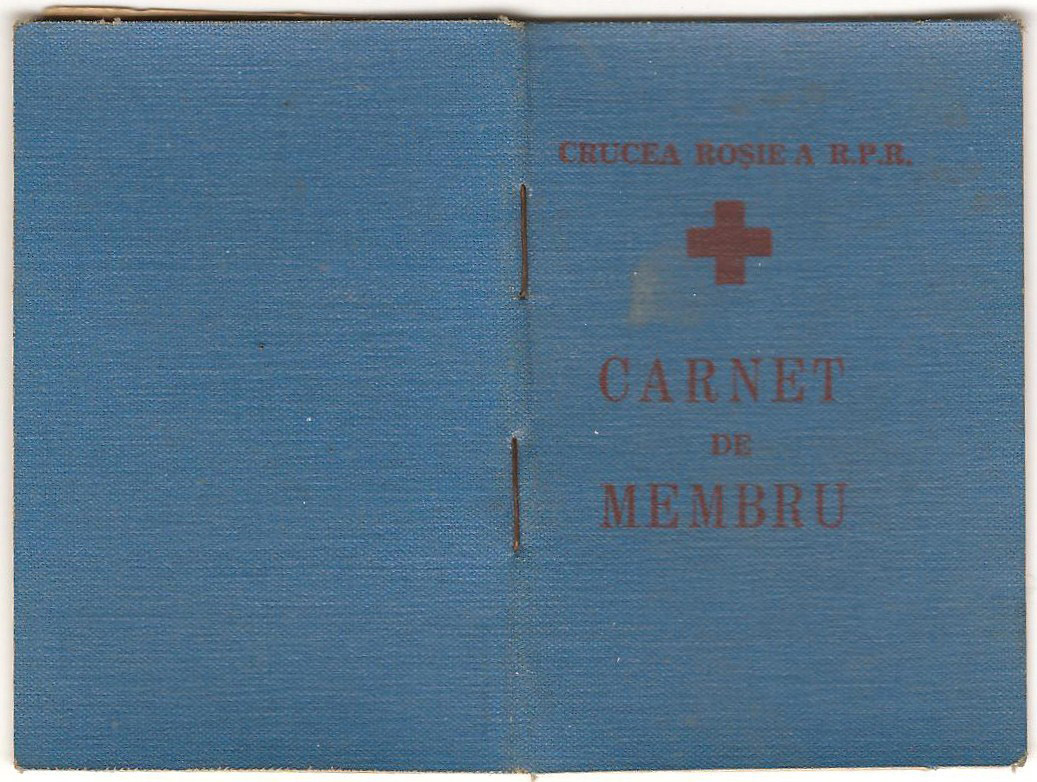 CRUCEA ROȘIE A R.P.R.
CARNET
DE
MEMBRU